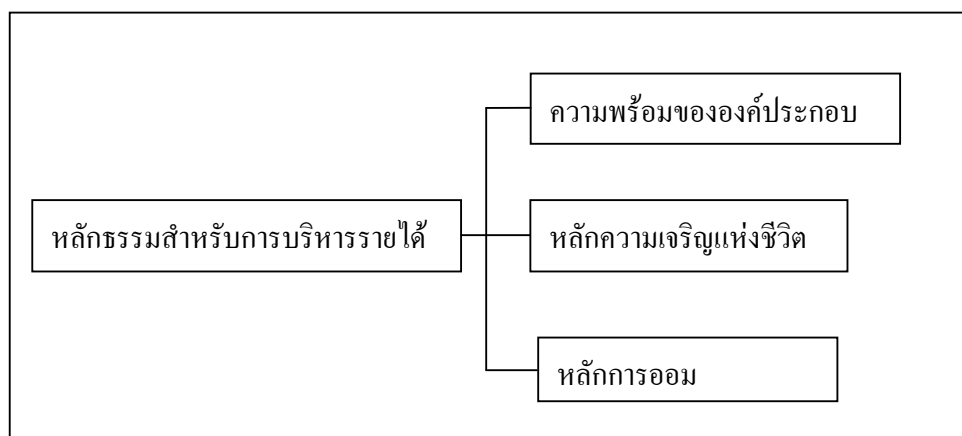 ความพร้อมขององค์ประกอบ
หลักธรรมสำหรับการบริหารรายได้
หลักความเจริญแห่งชีวิต
หลักการออม